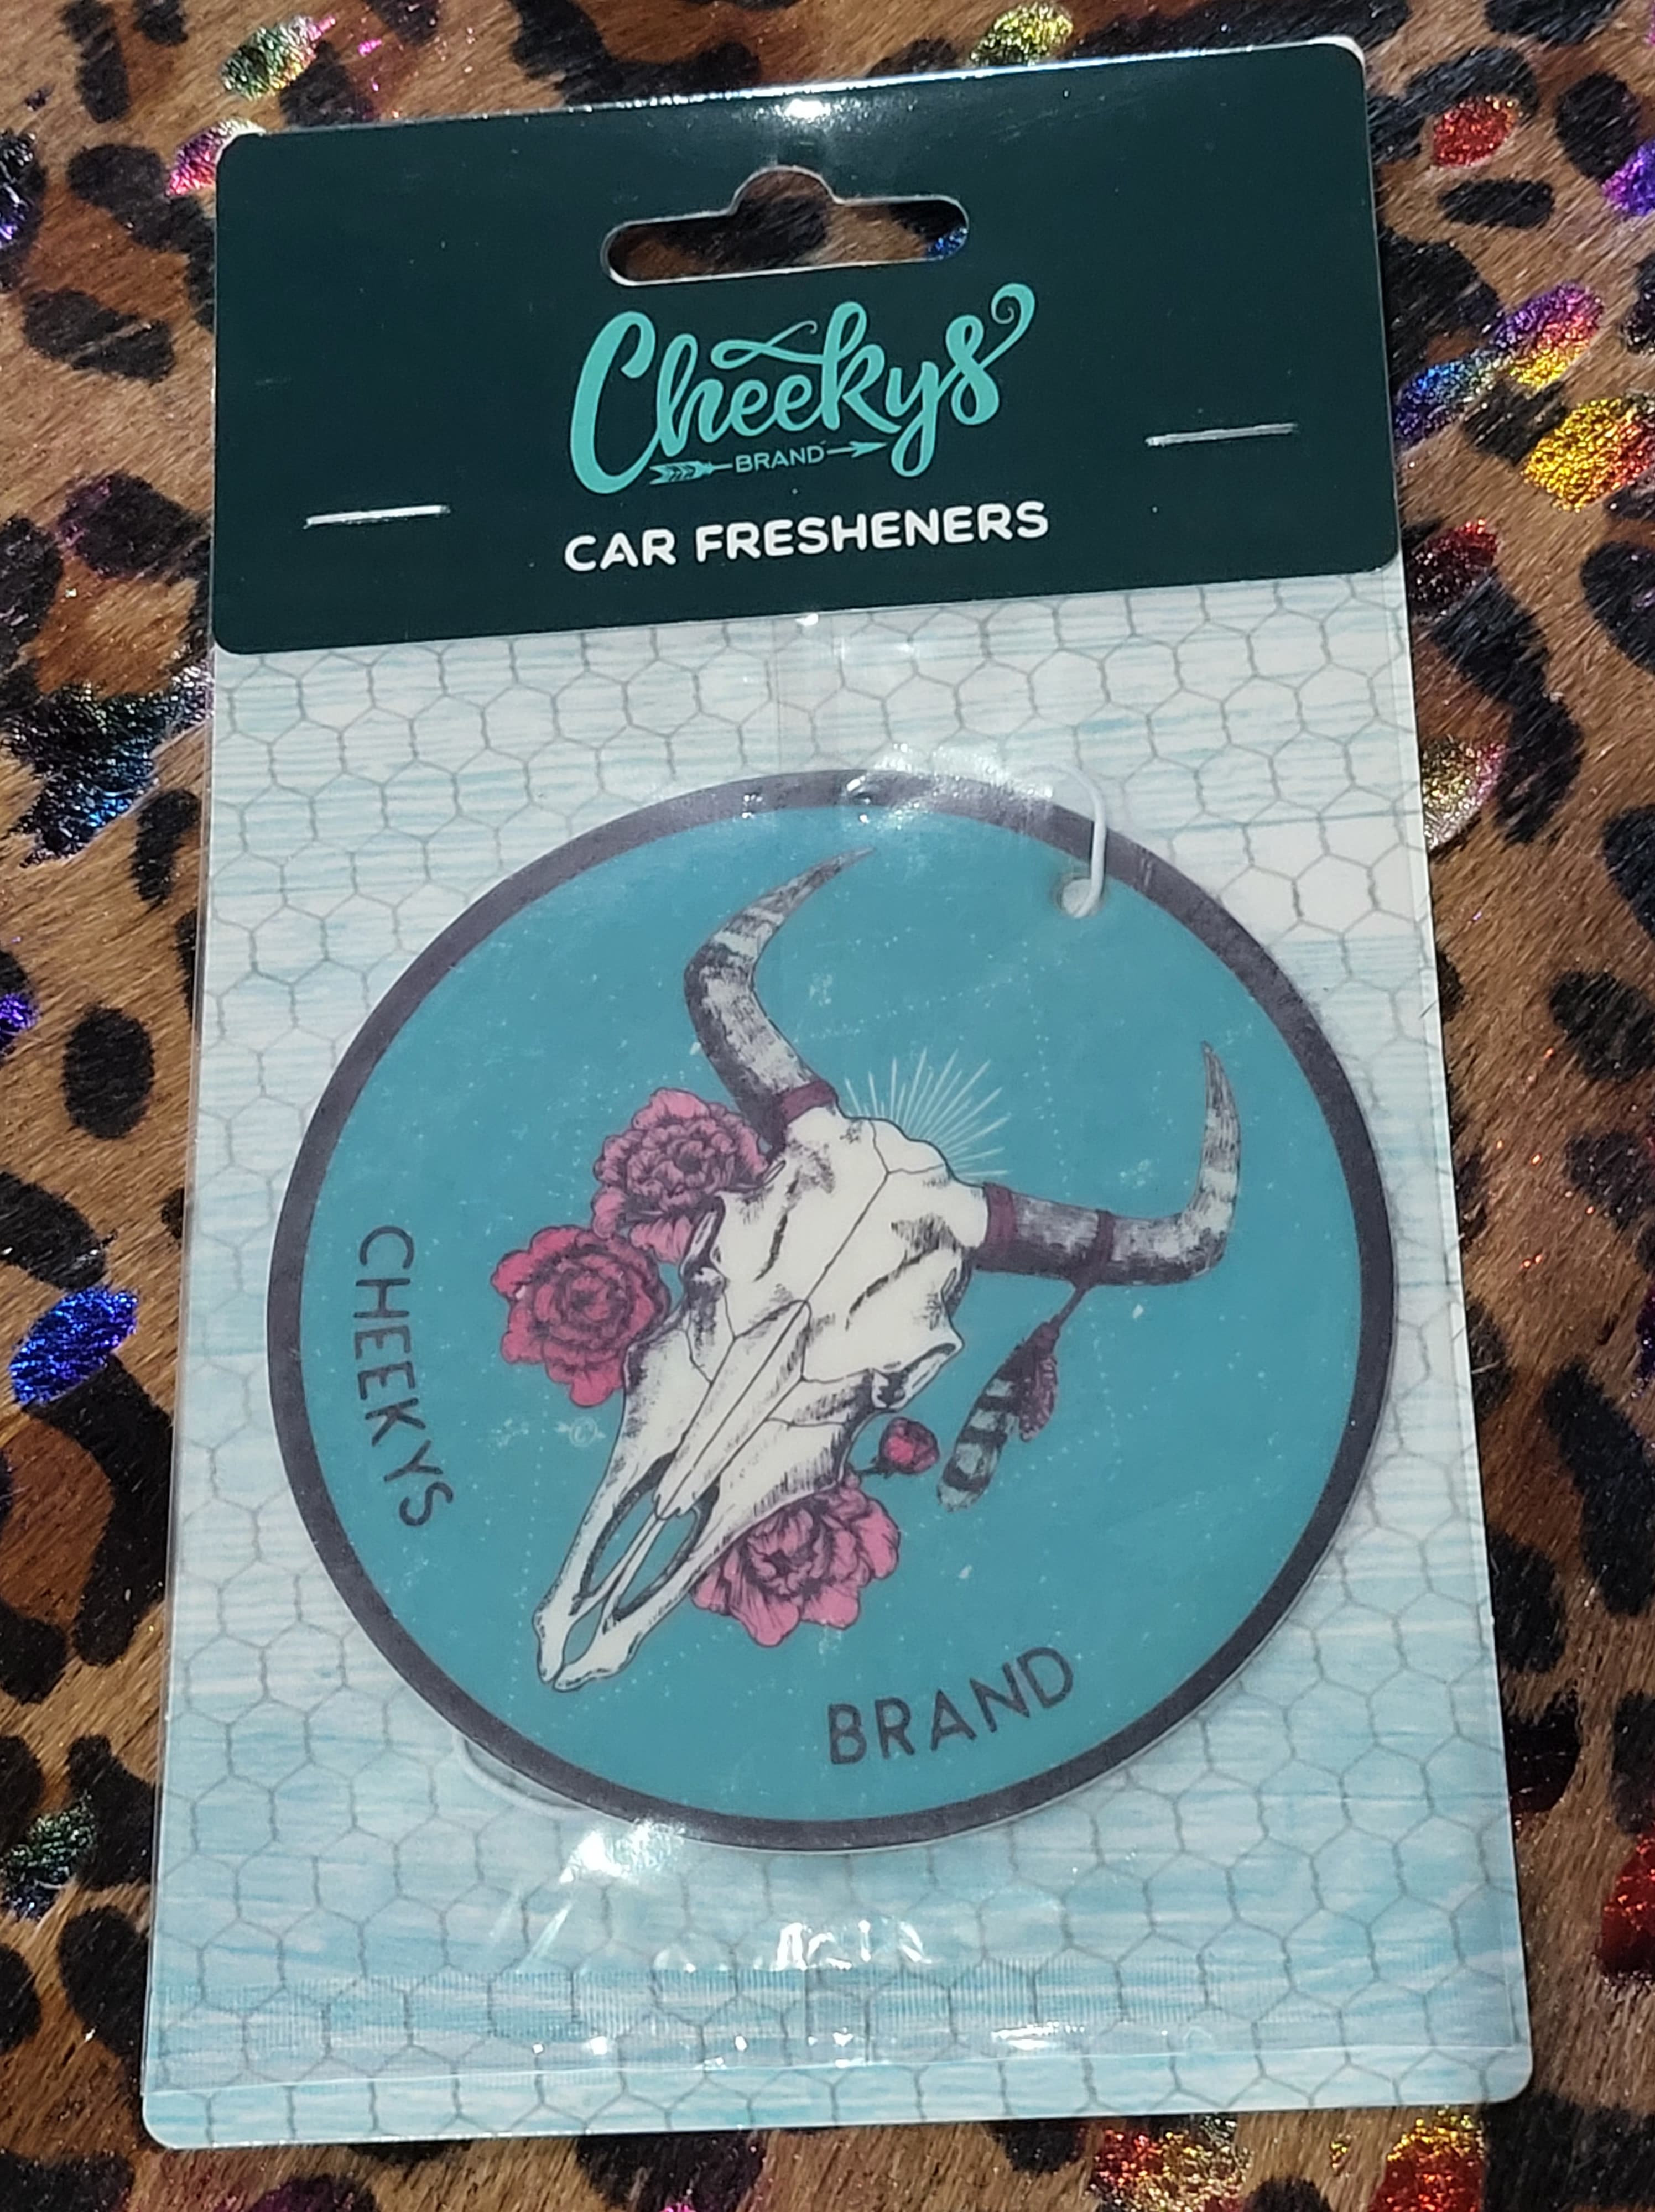 Cheekys
BRAND
CAR FRESHENERS
©
CHEEKYS
BRAND